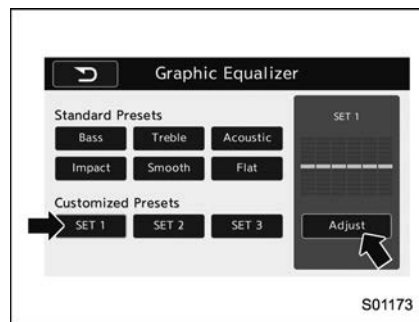 Graphic Equalizer
Standard Presets
SET 1
Bass Treble Acoustic
Impact Smooth Flat
Customized Presets
SET 1 SET 2 SET 3 Adjust
S01173